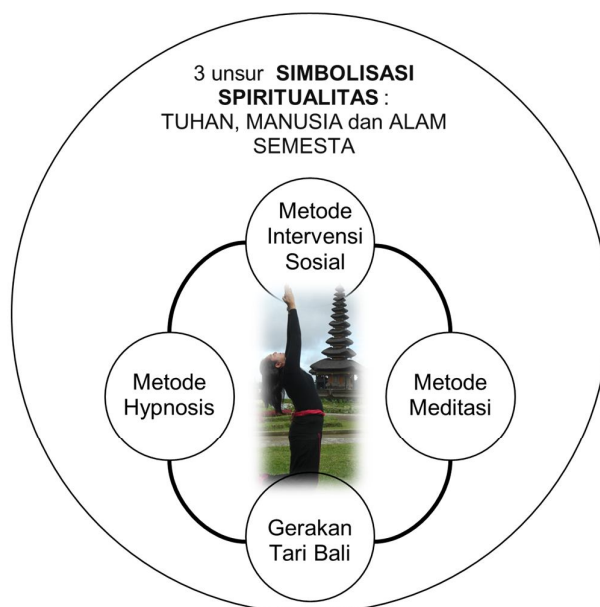 3 unsur SIMBOLISASI
SPIRITUALITAS :
TUHAN, MANUSIA dan ALAM
SEMESTA
Metode
Intervensi
Sosial
Metode
Hypnosis
Metode
Meditasi
Gerakan
Tari Bali